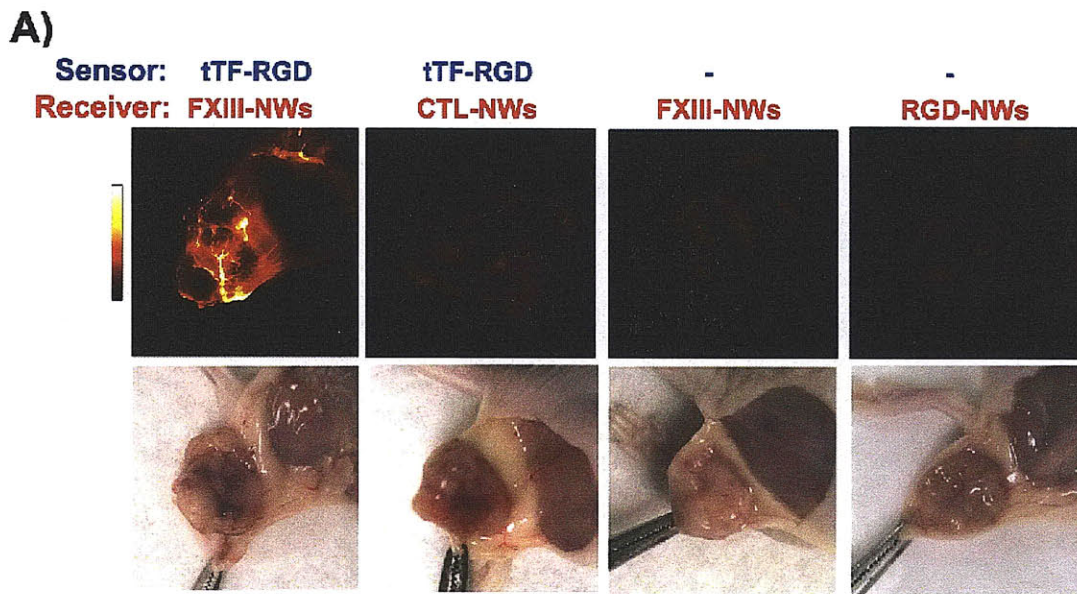 A)
Sensor: tTF-RGD tTF-RGD - -
Receiver: FXIII-NWs CTL-NWs FXIII-NWs RGD-NWs